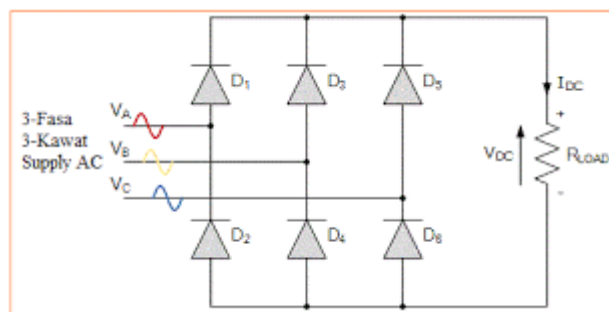 D1
D3
D5
IDC
3-Fasa
3-Kawat
Supply AC
VA
VB
VC
+
VDC
RLOAD
-
D2
D4
D6